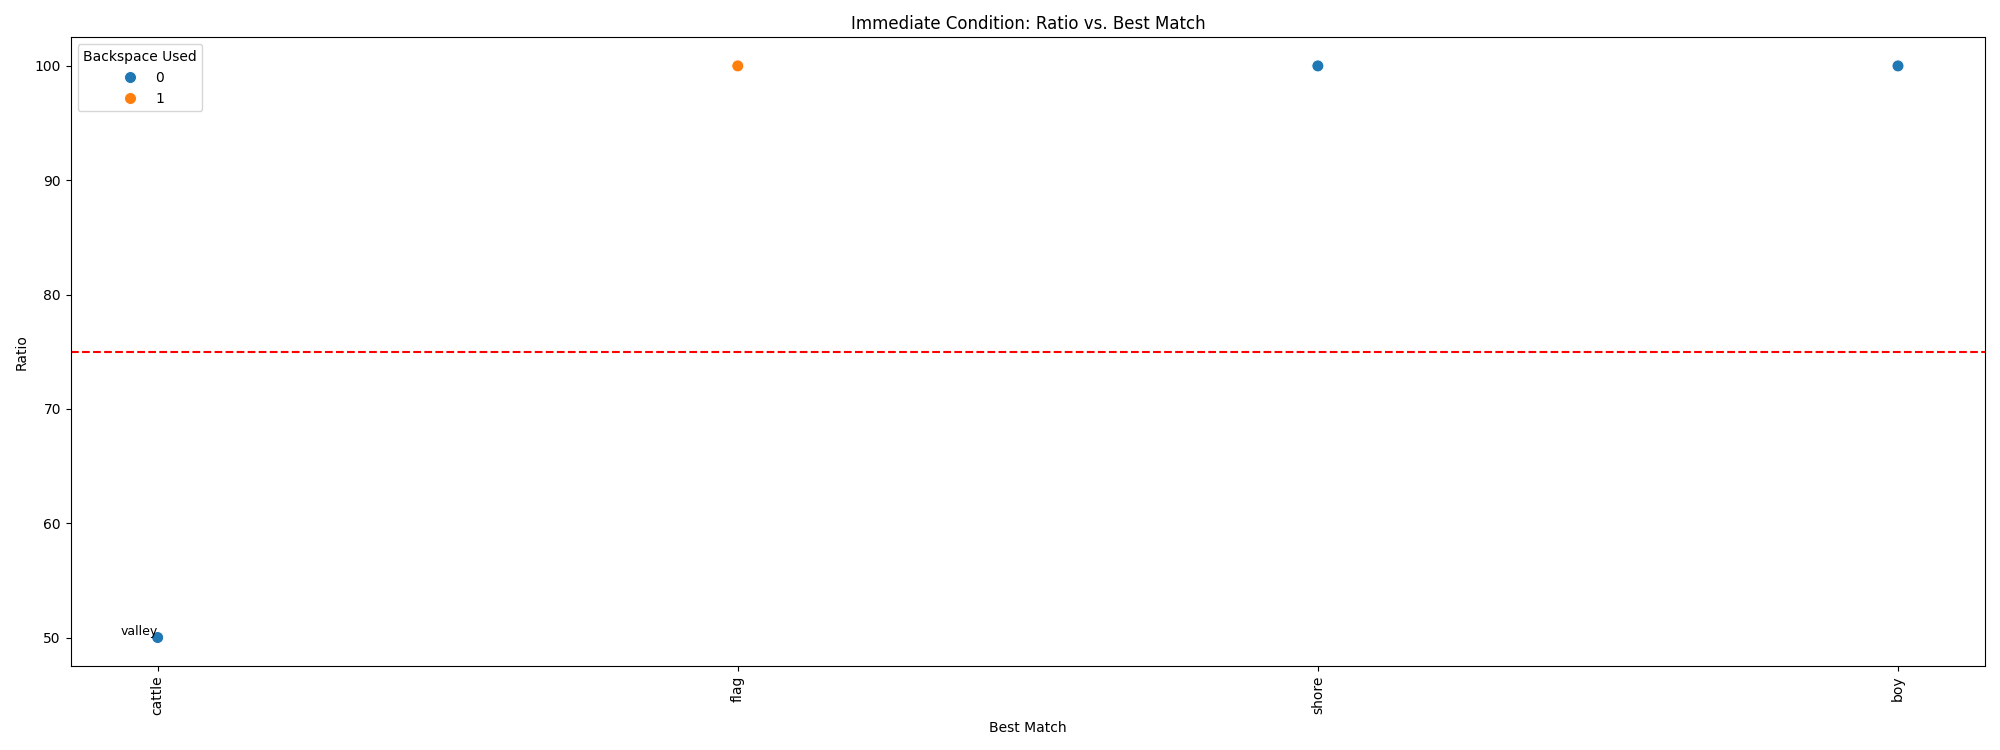 Immediate Condition: Ratio vs. Best Match
Backspace Used
0
1
100
90
80
70
60
50
Ratio
valley
cattle
flag
shore
boy
Best Match